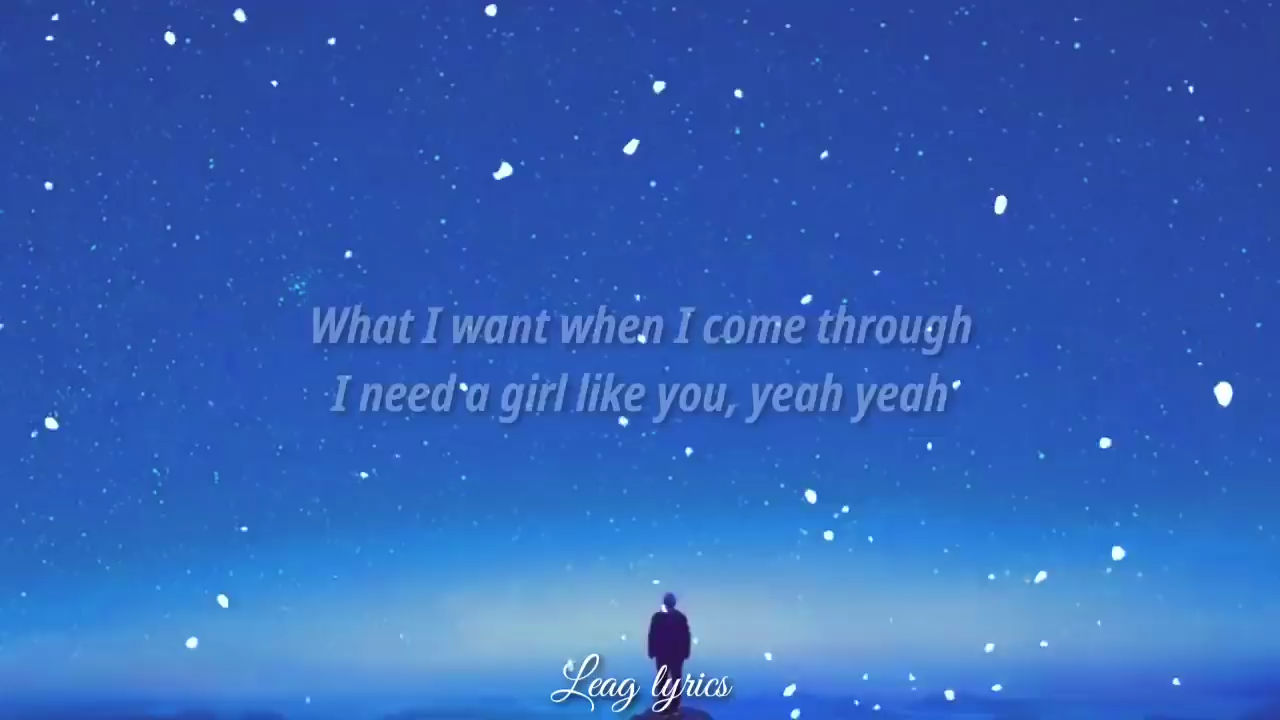 What I want when I come through
I need a girl like you, yeah yeah
Leag lyrics